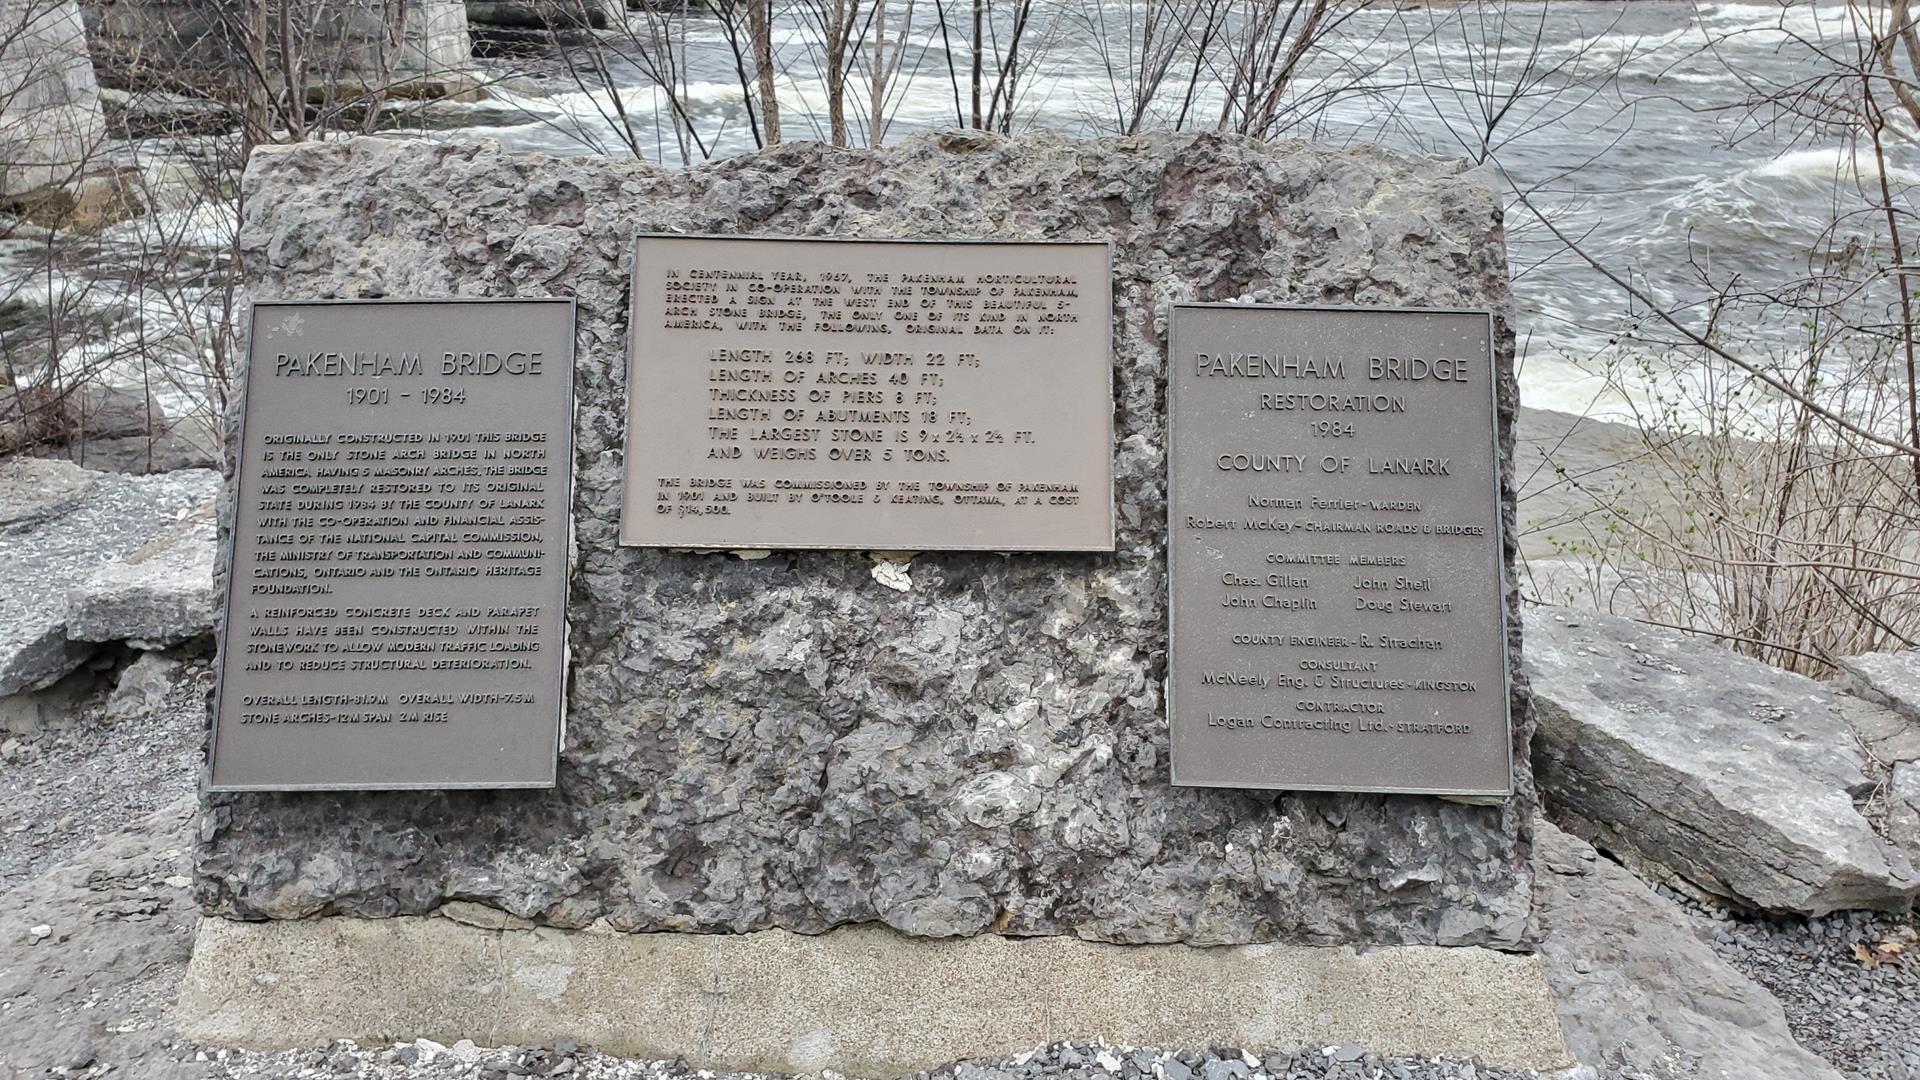 PAKENHAM BRIDGE
1901 - 1984
ORIGINALLY CONSTRUCTED IN 1901 THIS BRIDGE
IS THE ONLY STONE ARCH BRIDGE IN NORTH
AMERICA HAVING 5 MASONRY ARCHES. THE BRIDGE
WAS COMPLETELY RESTORED TO ITS ORIGINAL
STATE DURING 1984 BY THE COUNTY OF LANARK
WITH THE CO-OPERATION AND FINANCIAL ASSIS-
TANCE OF THE NATIONAL CAPITAL COMMISSION,
THE MINISTRY OF TRANSPORTATION AND COMMUNI-
CATIONS, ONTARIO AND THE ONTARIO HERITAGE
FOUNDATION.
A REINFORCED CONCRETE DECK AND PARAPET
WALLS HAVE BEEN CONSTRUCTED WITHIN THE
STONEWORK TO ALLOW MODERN TRAFFIC LOADING
AND TO REDUCE STRUCTURAL DETERIORATION.
OVERALL LENGTH-81.9M OVERALL WIDTH-7.5M
STONE ARCHES-12M SPAN 2M RISE
IN CENTENNIAL YEAR, 1967, THE PAKENHAM HORTICULTURAL
SOCIETY IN CO-OPERATION WITH THE TOWNSHIP OF PAKENHAM,
ERECTED A SIGN AT THE WEST END OF THIS BEAUTIFUL 5-
ARCH STONE BRIDGE, THE ONLY ONE OF ITS KIND IN NORTH
AMERICA, WITH THE FOLLOWING, ORIGINAL DATA ON IT:
LENGTH 268 FT; WIDTH 22 FT;
LENGTH OF ARCHES 40 FT;
THICKNESS OF PIERS 8 FT;
LENGTH OF ABUTMENTS 18 FT;
THE LARGEST STONE IS 9 x 2½ x 2½ FT.
AND WEIGHS OVER 5 TONS.
THE BRIDGE WAS COMMISSIONED BY THE TOWNSHIP OF PAKENHAM
IN 1901 AND BUILT BY O'TOOLE & KEATING, OTTAWA, AT A COST
OF $14,500.
PAKENHAM BRIDGE
RESTORATION
1984
COUNTY OF LANARK
Norman Ferrier - WARDEN
Robert McKay - CHAIRMAN ROADS & BRIDGES
COMMITTEE MEMBERS
Chas. Gillan John Sheil
John Chaplin Doug Stewart
COUNTY ENGINEER - R. Strachan
CONSULTANT
McNeely Eng. & Structures - KINGSTON
CONTRACTOR
Logan Contracting Ltd. - STRATFORD